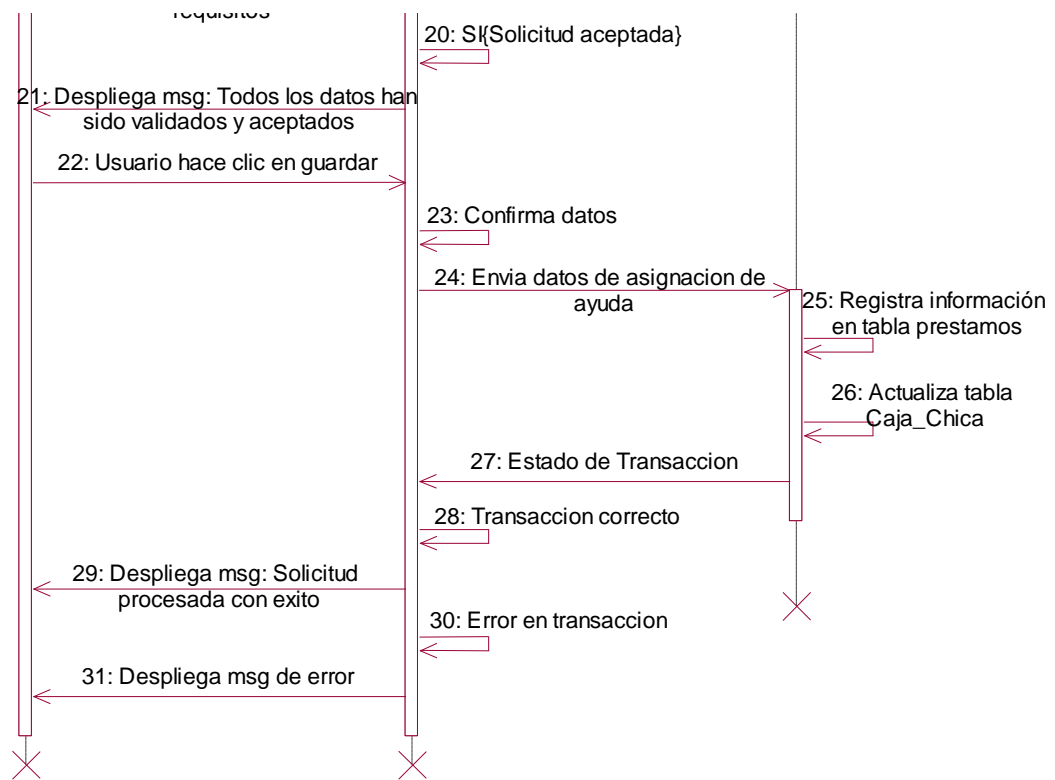 requisitos
20: SI{Solicitud aceptada}
21: Despliega msg: Todos los datos han
sido validados y aceptados
22: Usuario hace clic en guardar
23: Confirma datos
24: Envia datos de asignacion de
ayuda
25: Registra información
en tabla prestamos
26: Actualiza tabla
Caja_Chica
27: Estado de Transaccion
28: Transaccion correcto
29: Despliega msg: Solicitud
procesada con exito
30: Error en transaccion
31: Despliega msg de error